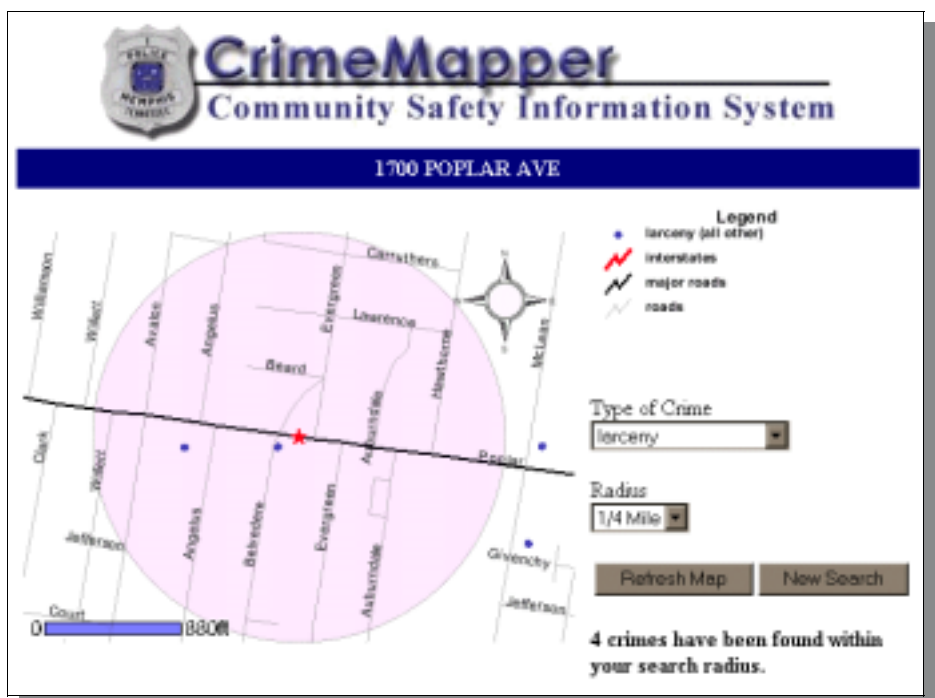 POLICE
MEMPHIS
TENNESSEE
CrimeMapper
Community Safety Information System
1700 POPLAR AVE
Legend
larceny (all other)
interstates
major roads
roads
Carruthers
Williamson
Willett
Avalon
Angelus
Evergreen
Lawrence
Hawthorne
McLean
Beard
Auburndale
Clark
Willett
Poplar
Jefferson
Angelus
Belvedere
Evergreen
Auburndale
Givenchy
Jefferson
Court
0 880ft
Type of Crime
larceny
Radius
1/4 Mile
Refresh Map New Search
4 crimes have been found within
your search radius.